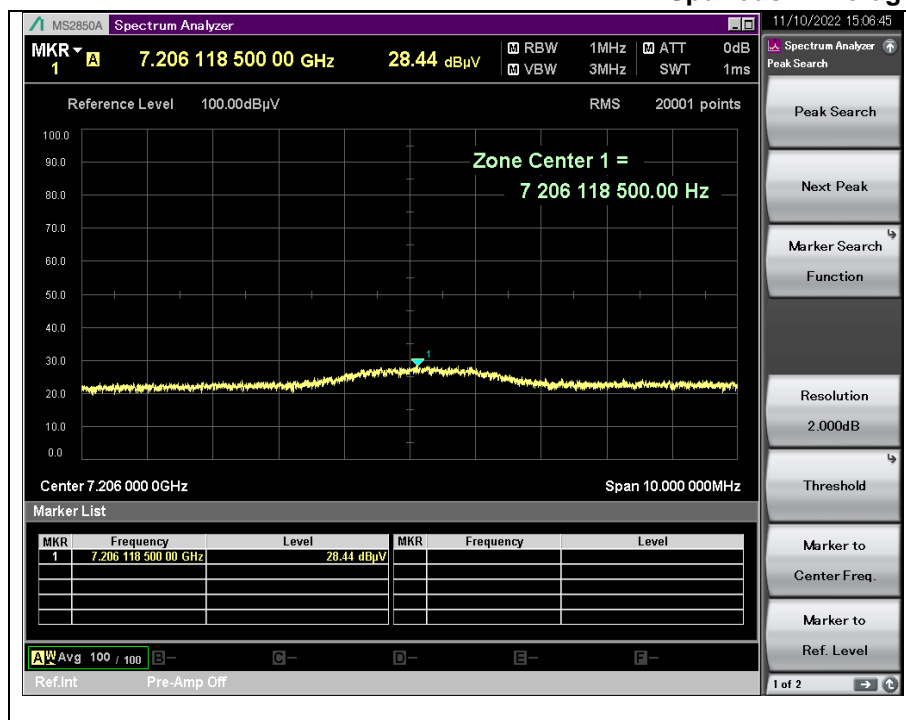 11/10/2022 15:06:45
MS2850A Spectrum Analyzer
MKR 1 A 7.206 118 500 00 GHz 28.44 dBµV
M RBW 1MHz M ATT 0dB
M VBW 3MHz SWT 1ms
Reference Level 100.00dBµV RMS 20001 points
100.0
90.0
80.0
70.0
60.0
50.0
40.0
30.0
20.0
10.0
0.0
Zone Center 1 =
7 206 118 500.00 Hz
1
Center 7.206 000 0GHz Span 10.000 000MHz
Marker List
MKR Frequency Level MKR Frequency Level
1 7.206 118 500 00 GHz 28.44 dBµV
A W Avg 100 / 100 B – C – D – E – F –
Ref.Int Pre-Amp Off
Spectrum Analyzer
Peak Search
Peak Search
Next Peak
Marker Search
Function
Resolution
2.000dB
Threshold
Marker to
Center Freq.
Marker to
Ref. Level
1 of 2